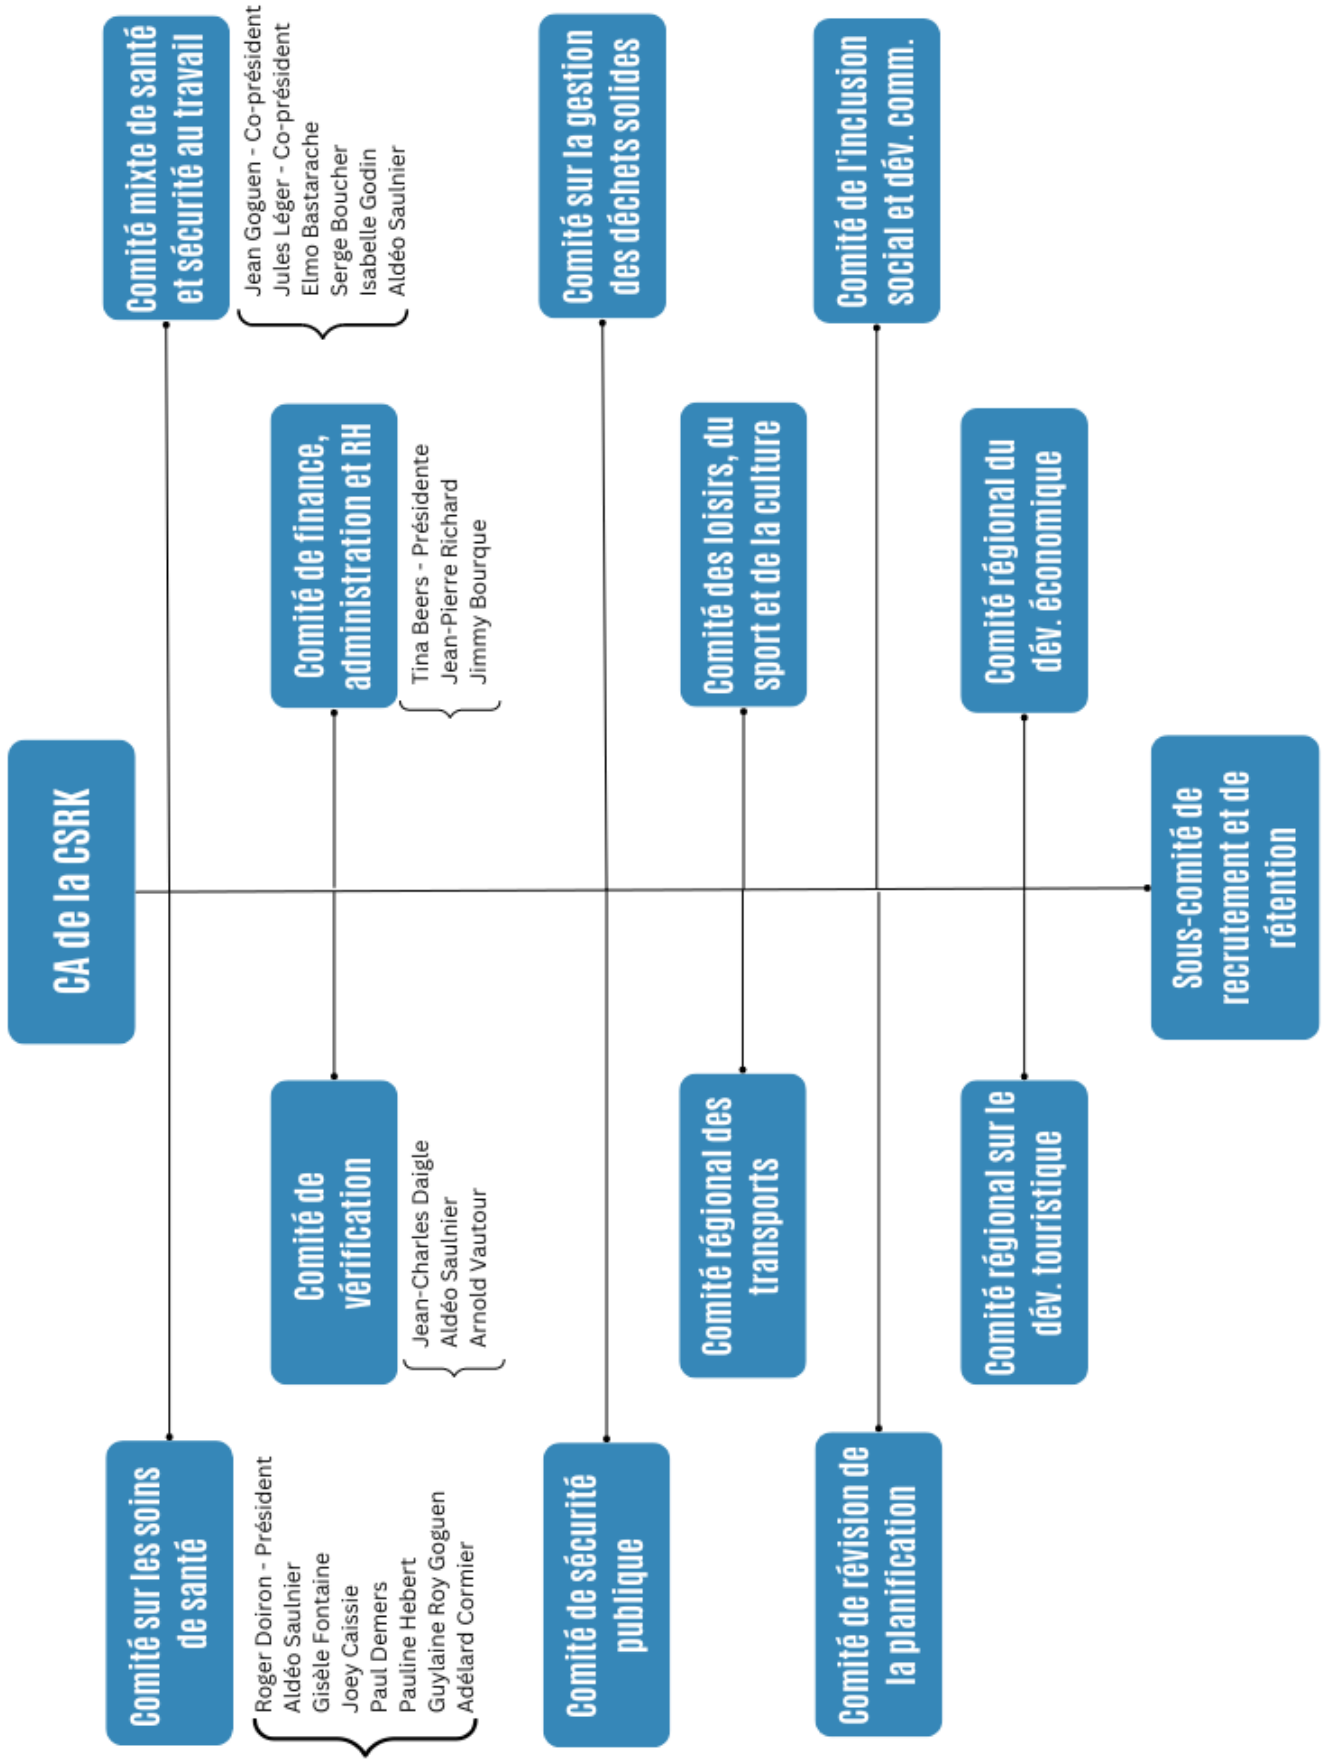 CA de la CSRK
Comité sur les soins
de santé
Roger Doiron - Président
Aldéo Saulnier
Gisèle Fontaine
Joey Caissie
Paul Demers
Pauline Hebert
Guylaine Roy Goguen
Adélard Cormier
Comité mixte de santé
et sécurité au travail
Jean Goguen - Co-président
Jules Léger - Co-président
Elmo Bastarache
Serge Boucher
Isabelle Godin
Aldéo Saulnier
Comité de
vérification
Jean-Charles Daigle
Aldéo Saulnier
Arnold Vautour
Comité de finance,
administration et RH
Tina Beers - Présidente
Jean-Pierre Richard
Jimmy Bourque
Comité de sécurité
publique
Comité sur la gestion
des déchets solides
Comité régional des
transports
Comité des loisirs, du
sport et de la culture
Comité de révision de
la planification
Comité de l'inclusion
social et dév. comm.
Comité régional sur le
dév. touristique
Comité régional du
dév. économique
Sous-comité de
recrutement et de
rétention